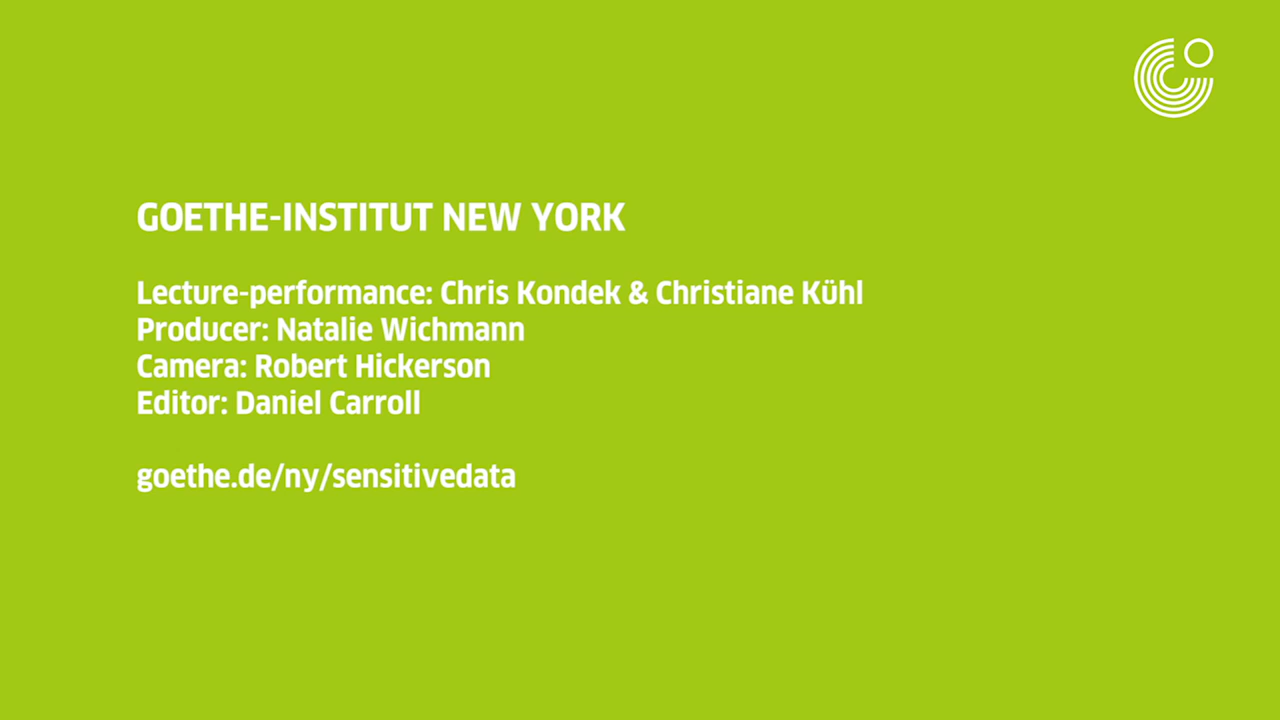 GOETHE-INSTITUT NEW YORK
Lecture-performance: Chris Kondek & Christiane Kühl
Producer: Natalie Wichmann
Camera: Robert Hickerson
Editor: Daniel Carroll
goethe.de/ny/sensitivedata